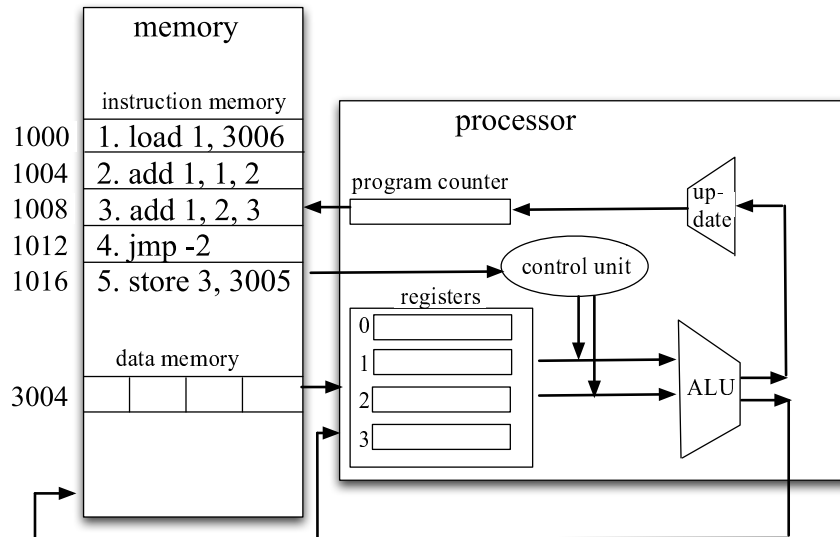 memory
instruction memory
1000 1. load 1, 3006
1004 2. add 1, 1, 2
1008 3. add 1, 2, 3
1012 4. jmp -2
1016 5. store 3, 3005
data memory
3004
processor
program counter
up-
date
control unit
registers
0
1
2
3
ALU